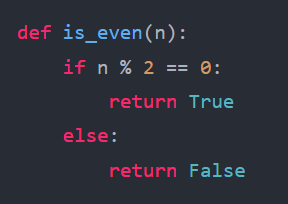 def is_even(n):
    if n % 2 == 0:
        return True
    else:
        return False